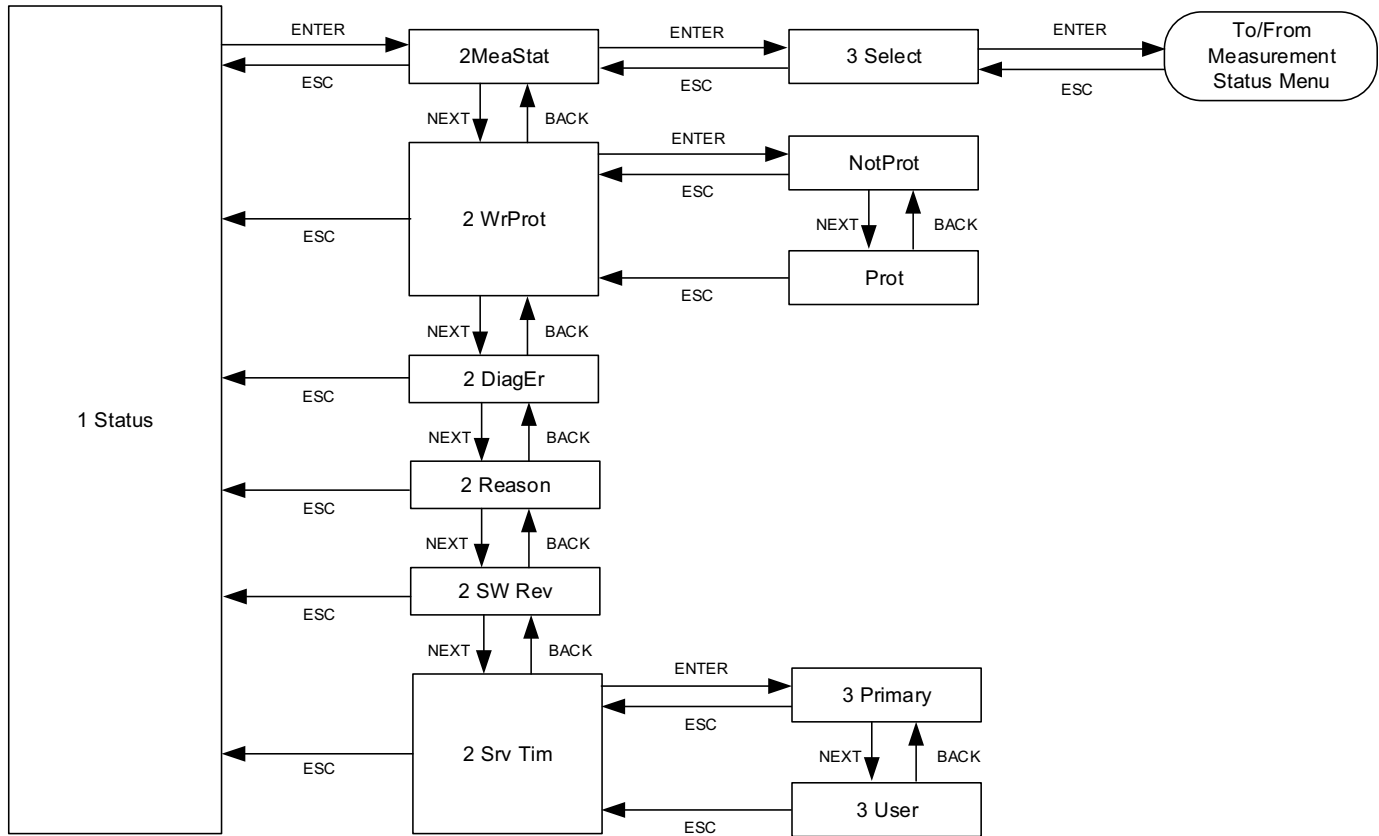 ENTER
ENTER
ENTER
To/From
Measurement
Status Menu
2MeaStat
3 Select
ESC
ESC
ESC
NEXT
BACK
ENTER
NotProt
ESC
2 WrProt
ESC
NEXT
BACK
Prot
ESC
NEXT
BACK
2 DiagEr
ESC
1 Status
NEXT
BACK
2 Reason
ESC
NEXT
BACK
2 SW Rev
ESC
NEXT
BACK
ENTER
3 Primary
ESC
2 Srv Tim
ESC
NEXT
BACK
3 User
ESC